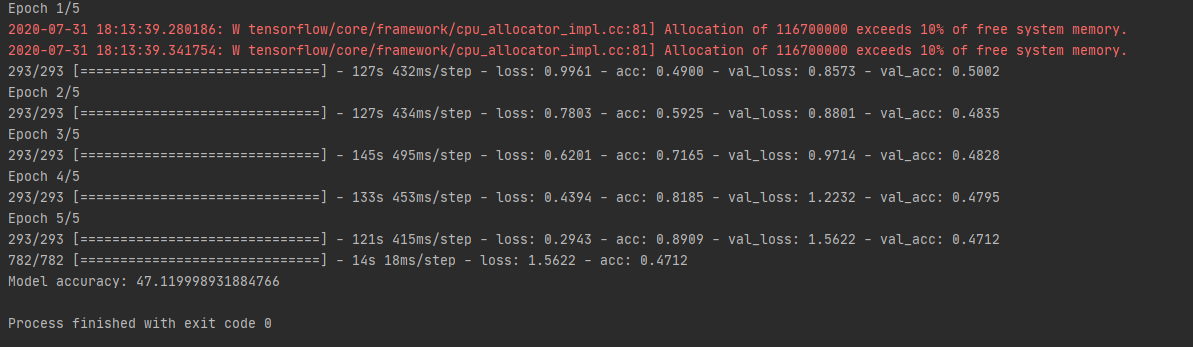 Epoch 1/5
2020-07-31 18:13:39.280186: W tensorflow/core/framework/cpu_allocator_impl.cc:81] Allocation of 116700000 exceeds 10% of free system memory.
2020-07-31 18:13:39.341754: W tensorflow/core/framework/cpu_allocator_impl.cc:81] Allocation of 116700000 exceeds 10% of free system memory.
293/293 [==============================] - 127s 432ms/step - loss: 0.9961 - acc: 0.4900 - val_loss: 0.8573 - val_acc: 0.5002
Epoch 2/5
293/293 [==============================] - 127s 434ms/step - loss: 0.7803 - acc: 0.5925 - val_loss: 0.8801 - val_acc: 0.4835
Epoch 3/5
293/293 [==============================] - 145s 495ms/step - loss: 0.6201 - acc: 0.7165 - val_loss: 0.9714 - val_acc: 0.4828
Epoch 4/5
293/293 [==============================] - 133s 453ms/step - loss: 0.4394 - acc: 0.8185 - val_loss: 1.2232 - val_acc: 0.4795
Epoch 5/5
293/293 [==============================] - 121s 415ms/step - loss: 0.2943 - acc: 0.8909 - val_loss: 1.5622 - val_acc: 0.4712
782/782 [==============================] - 14s 18ms/step - loss: 1.5622 - acc: 0.4712
Model accuracy: 47.119998931884766
Process finished with exit code 0